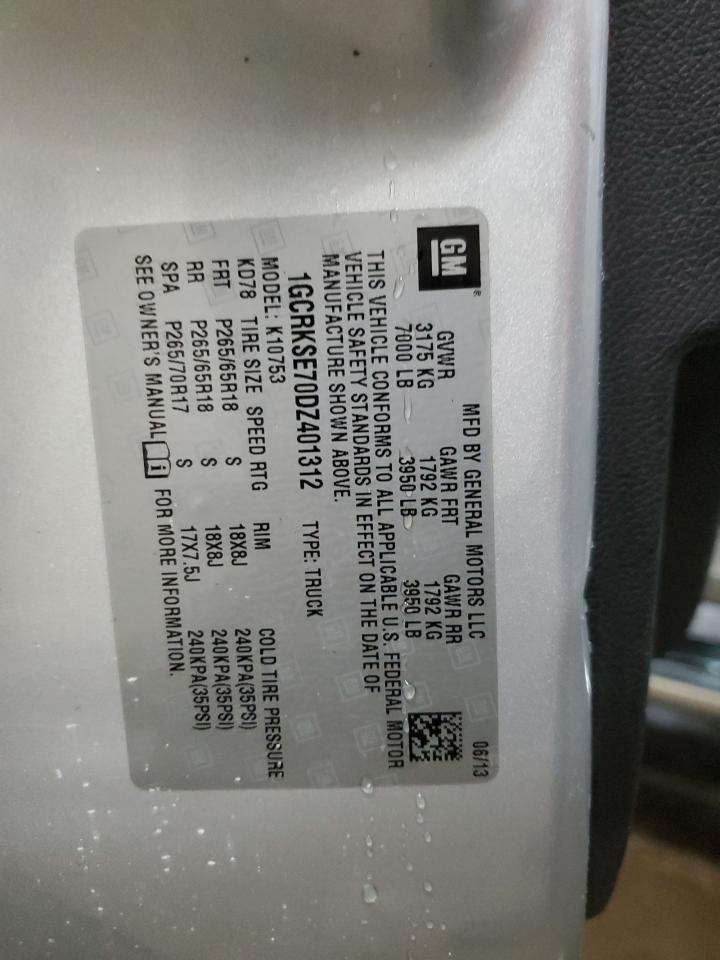 GM®
MFD BY GENERAL MOTORS LLC 06/13
GVWR GAWR FRT GAWR RR
3175 KG 1792 KG 1792 KG
7000 LB 3950 LB 3950 LB
THIS VEHICLE CONFORMS TO ALL APPLICABLE U.S. FEDERAL MOTOR
VEHICLE SAFETY STANDARDS IN EFFECT ON THE DATE OF
MANUFACTURE SHOWN ABOVE.
1GCRKSE70DZ401312 TYPE: TRUCK
MODEL: K10753
KD78 TIRE SIZE SPEED RTG RIM COLD TIRE PRESSURE
FRT P265/65R18 S 18X8J 240KPA(35PSI)
RR P265/65R18 S 18X8J 240KPA(35PSI)
SPA P265/70R17 S 17X7.5J 240KPA(35PSI)
SEE OWNER'S MANUAL i FOR MORE INFORMATION.